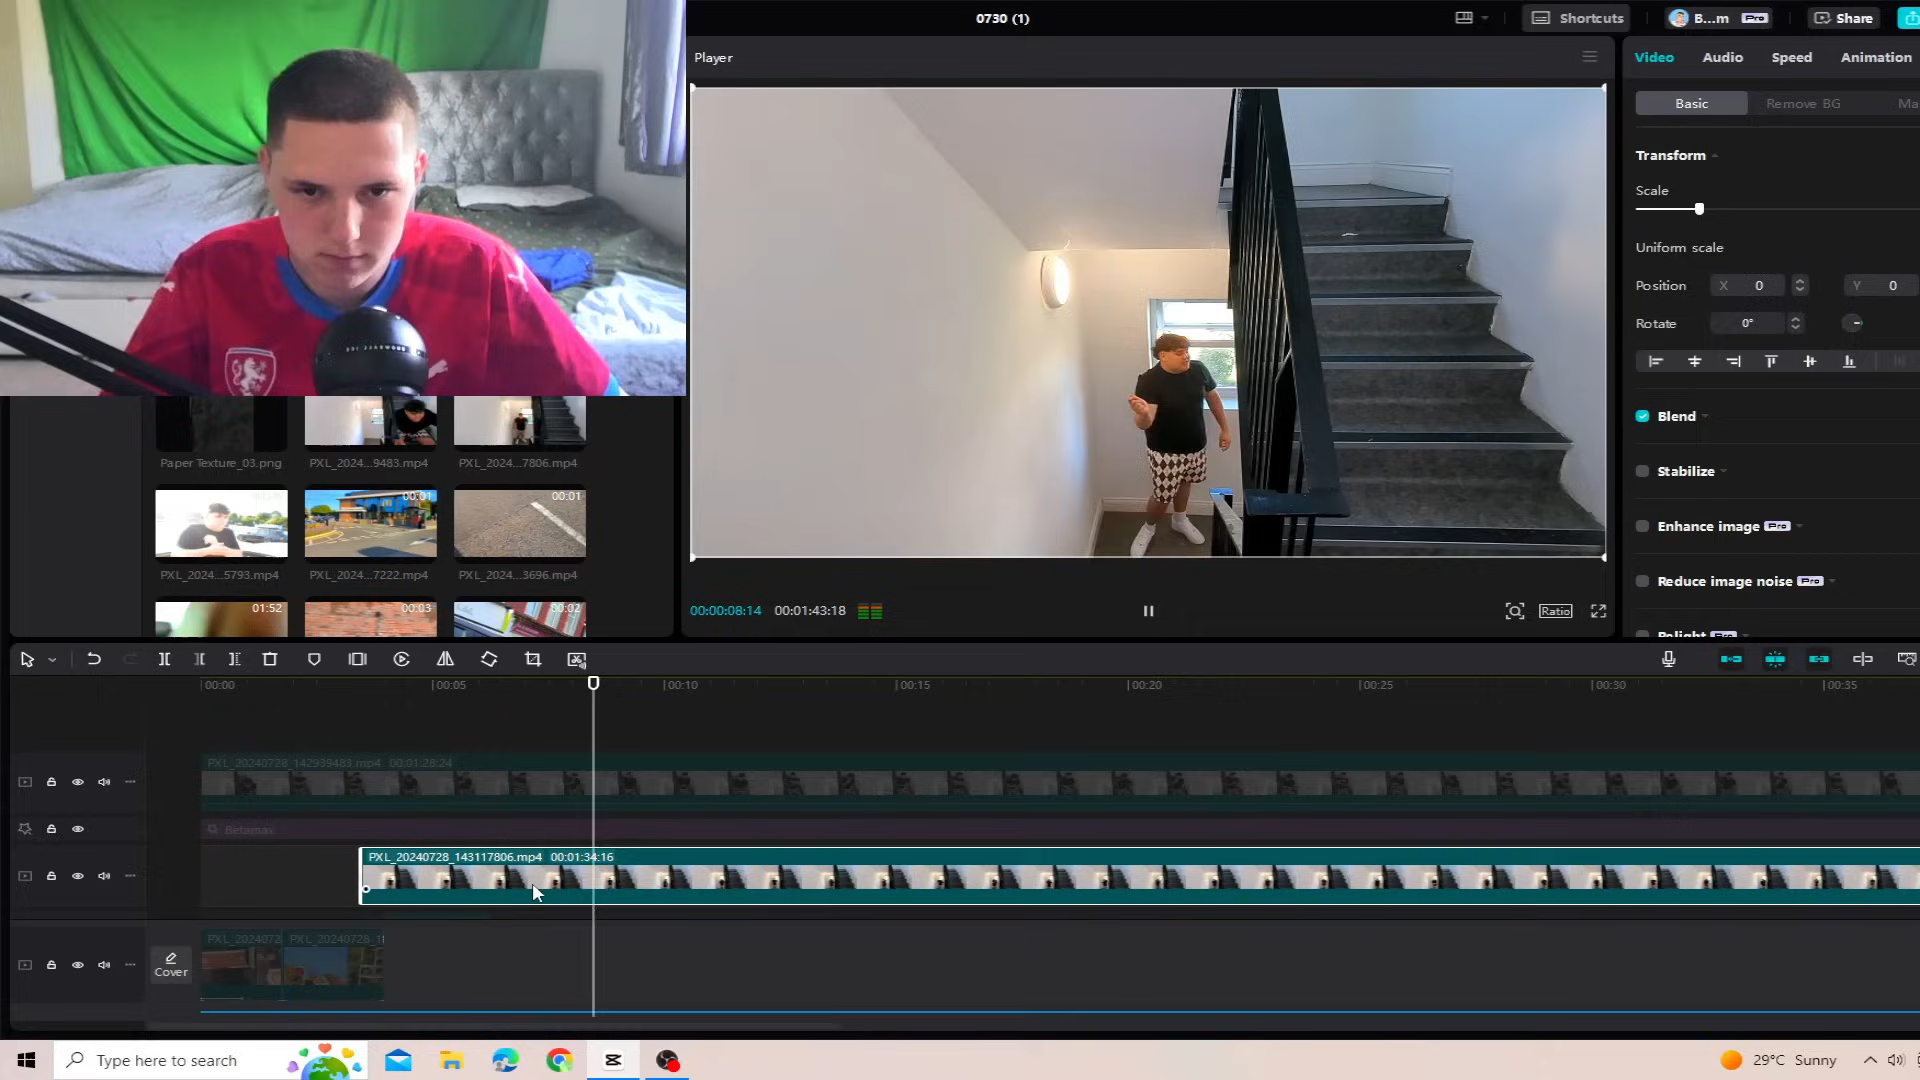 0730 (1)
Shortcuts
B...m
Pro
Share
Player
Video
Audio
Speed
Animation
Basic
Remove BG
Ma
Transform
Scale
Uniform scale
Position
X 0
Y 0
Rotate
0°
Blend
Stabilize
Enhance image Pro
Reduce image noise Pro
Relight Pro
Paper Texture_03.png
PXL_2024...9483.mp4
PXL_2024...7806.mp4
00:01
00:01
PXL_2024...5793.mp4
PXL_2024...7222.mp4
PXL_2024...3696.mp4
01:52
00:03
00:02
00:00:08:14
00:01:43:18
Ratio
00:00
00:05
00:10
00:15
00:20
00:25
00:30
00:35
PXL_20240728_142939483.mp4 00:01:28:24
Betamax
PXL_20240728_143117806.mp4 00:01:34:16
PXL_2024072
PXL_20240728_1
Cover
Type here to search
29°C Sunny